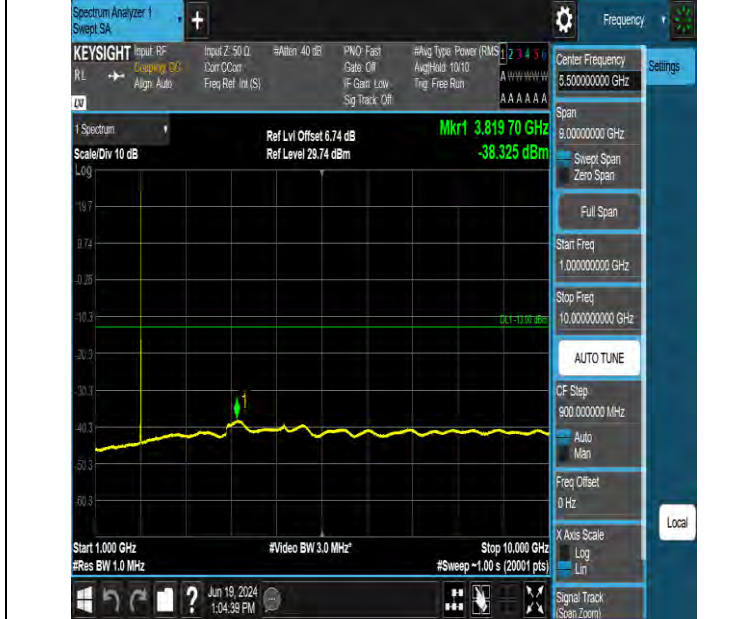 Spectrum Analyzer 1
Swept SA
+
Frequency
KEYSIGHT
RL
LXI
Input: RF
Coupling: DC
Align: Auto
Input Z: 50 Ω
Corr CCorr
Freq Ref: Int (S)
#Atten: 40 dB
PNO: Fast
Gate: Off
IF Gain: Low
Sig Track: Off
#Avg Type: Power (RMS
Avg|Hold: 10/10
Trig: Free Run
1 2 3 4 5 6
A W W W W W
A A A A A A
1 Spectrum
Scale/Div 10 dB
Log
Ref Lvl Offset 6.74 dB
Ref Level 29.74 dBm
Mkr1 3.819 70 GHz
-38.325 dBm
19.7
9.74
-0.26
-10.3
-20.3
-30.3
-40.3
-50.3
-60.3
DL1 -13.00 dBm
1
Start 1.000 GHz
#Res BW 1.0 MHz
#Video BW 3.0 MHz*
Stop 10.000 GHz
#Sweep ~1.00 s (20001 pts)
Center Frequency
5.500000000 GHz
Settings
Span
9.00000000 GHz
Swept Span
Zero Span
Full Span
Start Freq
1.000000000 GHz
Stop Freq
10.000000000 GHz
AUTO TUNE
CF Step
900.000000 MHz
Auto
Man
Freq Offset
0 Hz
X Axis Scale
Log
Lin
Signal Track
(Span Zoom)
Local
?
Jun 19, 2024
1:04:39 PM